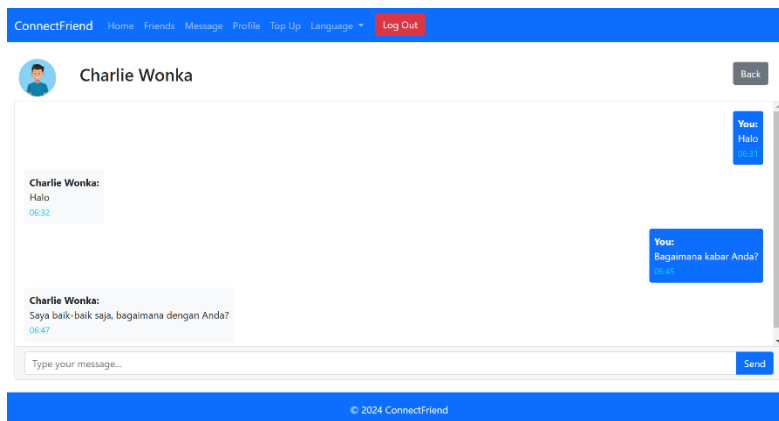 ConnectFriend Home Friends Message Profile Top Up Language Log Out
Charlie Wonka Back
You:
Halo
06:31
Charlie Wonka:
Halo
06:32
You:
Bagaimana kabar Anda?
06:45
Charlie Wonka:
Saya baik-baik saja, bagaimana dengan Anda?
06:47
Type your message... Send
© 2024 ConnectFriend